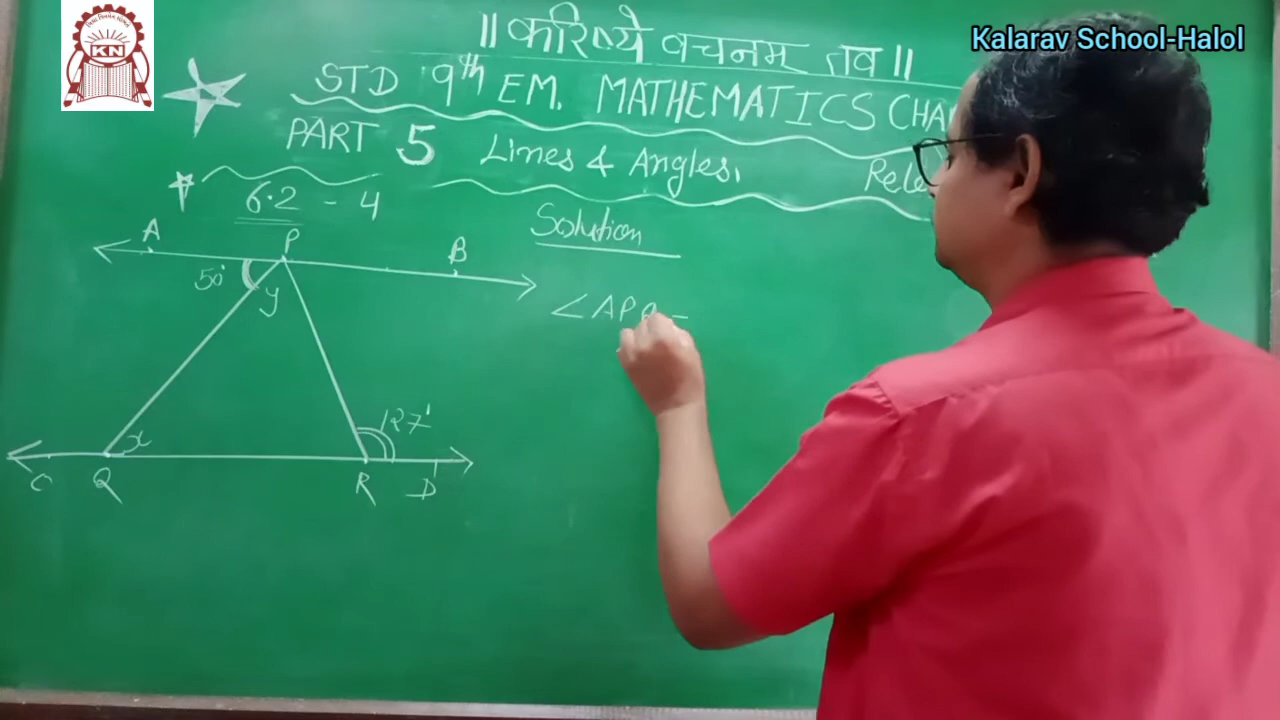 Kalarav School-Halol
KN
॥ करिष्ये वचनम तव ॥
STD 9th EM. MATHEMATICS
PART 5 Lines & Angles.
6.2 - 4
Solution
A P B
50°
y
∠APQ =
127°
x
C Q R D